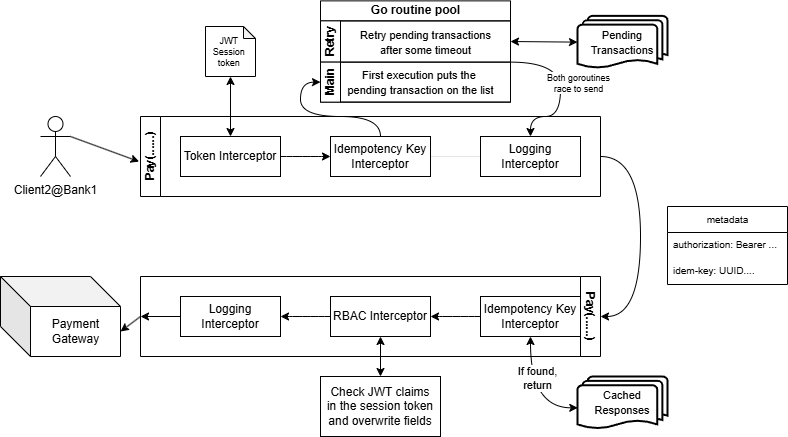 Go routine pool
Retry
Retry pending transactions
after some timeout
Main
First execution puts the
pending transaction on the list
Pending
Transactions
JWT
Session
token
Both goroutines
race to send
Pay(......)
Token Interceptor
Idempotency Key
Interceptor
Logging
Interceptor
Client2@Bank1
metadata
authorization: Bearer ...
idem-key: UUID....
Payment
Gateway
Logging
Interceptor
RBAC Interceptor
Idempotency Key
Interceptor
Pay(......)
If found,
return
Check JWT claims
in the session token
and overwrite fields
Cached
Responses